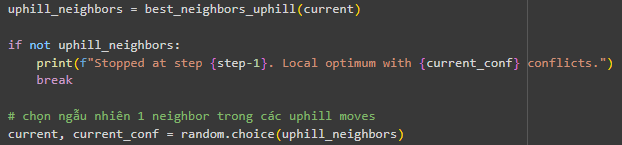 uphill_neighbors = best_neighbors_uphill(current)
if not uphill_neighbors:
print(f"Stopped at step {step-1}. Local optimum with {current_conf} conflicts.")
break
# chọn ngẫu nhiên 1 neighbor trong các uphill moves
current, current_conf = random.choice(uphill_neighbors)